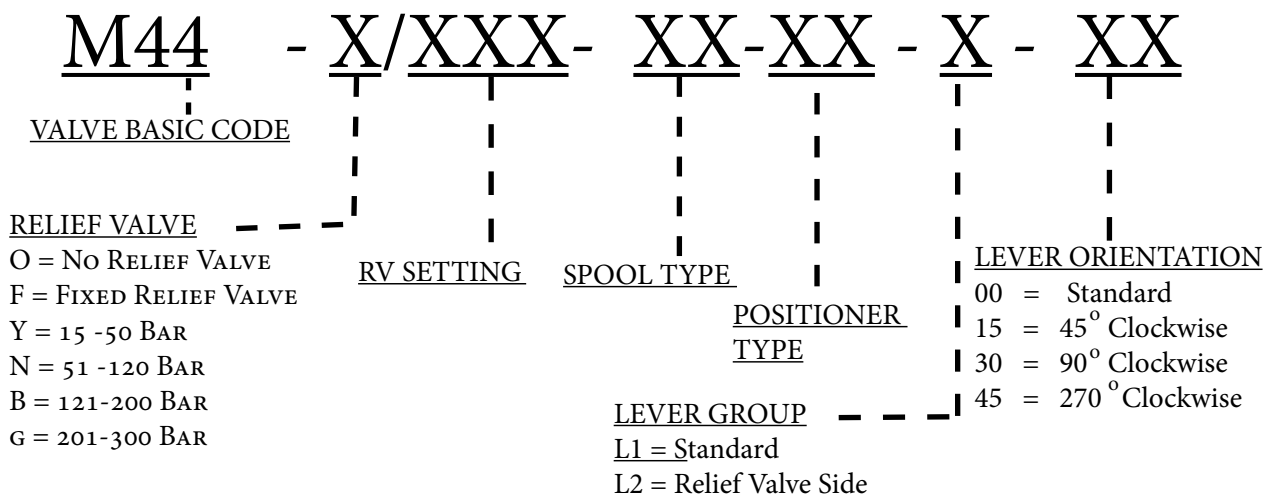 M44 - X/XXX- XX-XX - X - XX
VALVE BASIC CODE
RELIEF VALVE
O = No Relief Valve
F = Fixed Relief Valve
Y = 15 -50 Bar
N = 51 -120 Bar
B = 121-200 Bar
G = 201-300 Bar
RV SETTING
SPOOL TYPE
POSITIONER
TYPE
LEVER GROUP
L1 = Standard
L2 = Relief Valve Side
LEVER ORIENTATION
00 = Standard
15 = 45° Clockwise
30 = 90° Clockwise
45 = 270° Clockwise